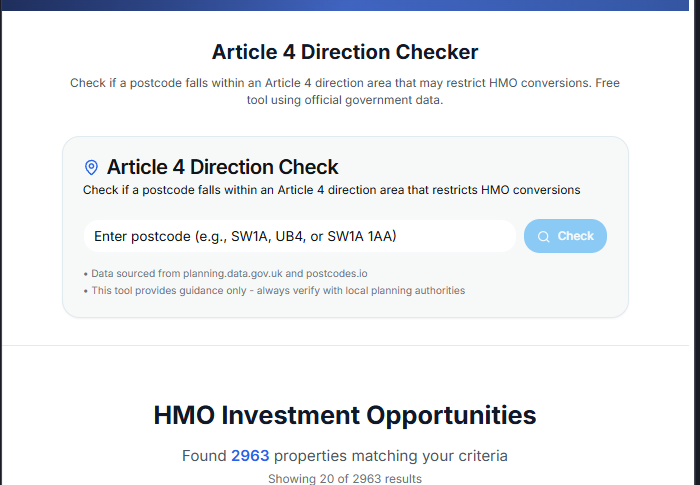 Article 4 Direction Checker
Check if a postcode falls within an Article 4 direction area that may restrict HMO conversions. Free
tool using official government data.
Article 4 Direction Check
Check if a postcode falls within an Article 4 direction area that restricts HMO conversions
Enter postcode (e.g., SW1A, UB4, or SW1A 1AA)
Check
• Data sourced from planning.data.gov.uk and postcodes.io
• This tool provides guidance only - always verify with local planning authorities
HMO Investment Opportunities
Found 2963 properties matching your criteria
Showing 20 of 2963 results